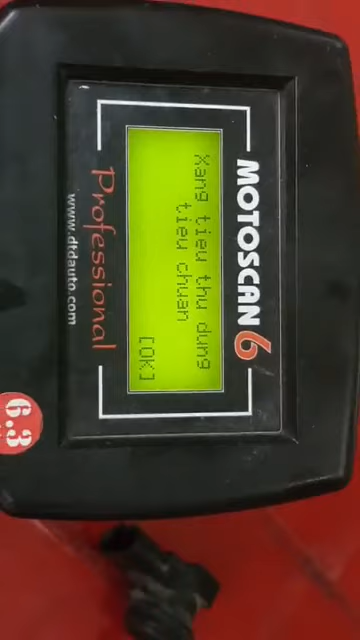 MOTOSCAN 6
Xang tieu thu dung
tieu chuan
[OK]
Professional
www.dtdauto.com
6.3